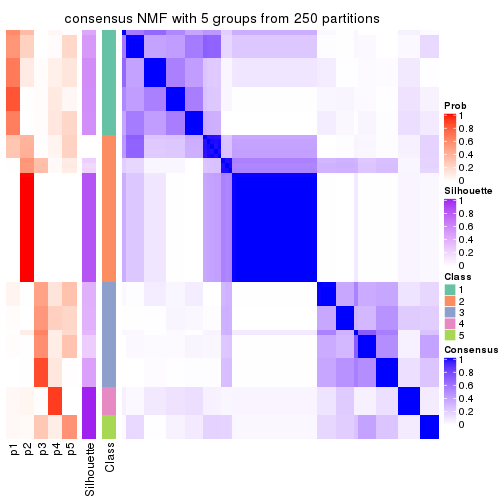 consensus NMF with 5 groups from 250 partitions
Prob
1
0.8
0.6
0.4
0.2
0
Silhouette
1
0.8
0.6
0.4
0.2
0
Class
1
2
3
4
5
Consensus
1
0.8
0.6
0.4
0.2
0
p1
p2
p3
p4
p5
Silhouette
Class